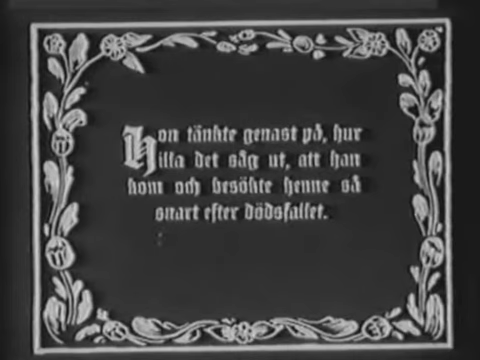 Hon tänkte genast på, hur
illa det såg ut, att han
kom och besökte henne så
snart efter dödsfallet.